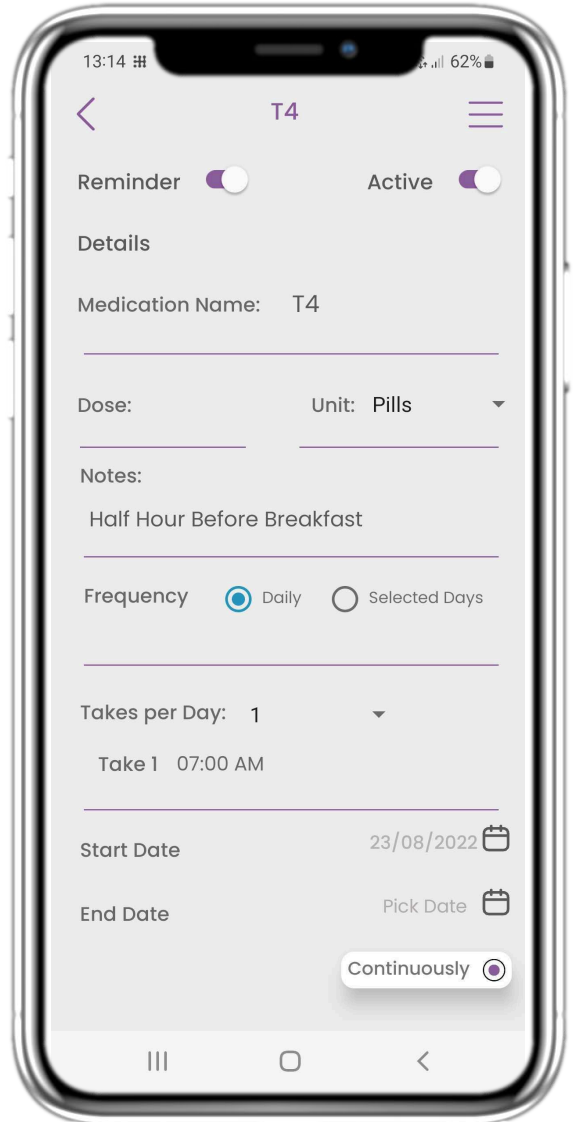 13:14 62%
T4
Reminder Active
Details
Medication Name: T4
Dose: Unit: Pills
Notes:
Half Hour Before Breakfast
Frequency Daily Selected Days
Takes per Day: 1
Take 1 07:00 AM
Start Date 23/08/2022
End Date Pick Date
Continuously